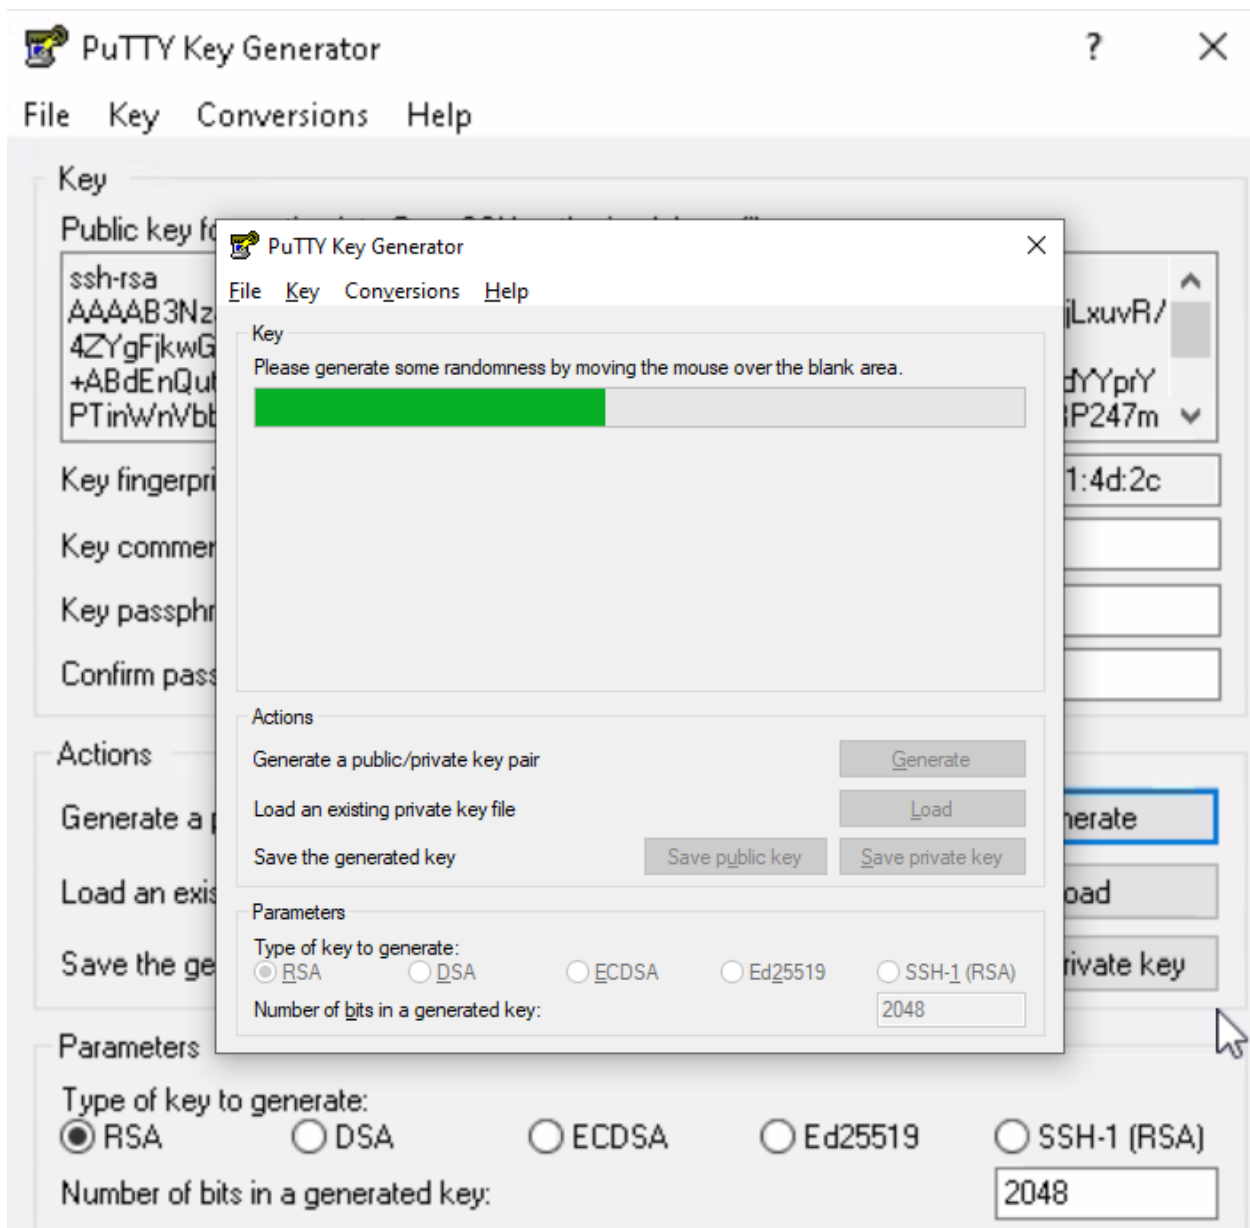 PuTTY Key Generator
File Key Conversions Help
Key
Public key
ssh-rsa
AAAAB3Nz jLxuvR/
4ZYgFjkwG
+ABdEnQut dYYprY
PTinWnVbb P247m
Key fingerpri 1:4d:2c
Key commen
Key passphr
Confirm pass
Actions
Generate a nerate
Load an exis oad
Save the ge rivate key
Parameters
Type of key to generate:
RSA DSA ECDSA Ed25519 SSH-1 (RSA)
Number of bits in a generated key: 2048
PuTTY Key Generator
File Key Conversions Help
Key
Please generate some randomness by moving the mouse over the blank area.
Actions
Generate a public/private key pair Generate
Load an existing private key file Load
Save the generated key Save public key Save private key
Parameters
Type of key to generate:
RSA DSA ECDSA Ed25519 SSH-1 (RSA)
Number of bits in a generated key: 2048